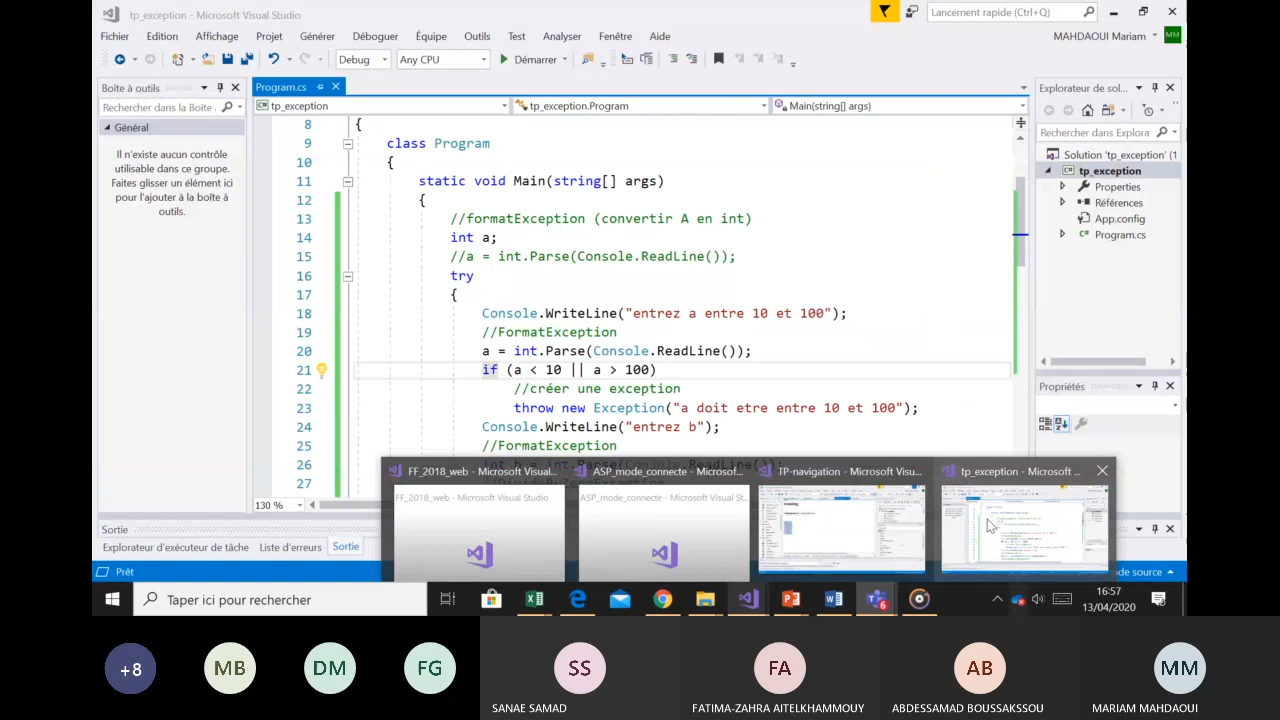 tp_exception - Microsoft Visual Studio
Lancement rapide (Ctrl+Q)
Fichier Edition Affichage Projet Générer Déboguer Équipe Outils Test Analyser Fenêtre Aide
MAHDAOUI Mariam MM
Debug Any CPU Démarrer
Boîte à outils
Rechercher dans la Boîte
Général
Il n'existe aucun contrôle
utilisable dans ce groupe.
Faites glisser un élément ici
pour l'ajouter à la boîte à
outils.
Program.cs
tp_exception tp_exception.Program Main(string[] args)
8 {
9 class Program
10 {
11 static void Main(string[] args)
12 {
13 //formatException (convertir A en int)
14 int a;
15 //a = int.Parse(Console.ReadLine());
16 try
17 {
18 Console.WriteLine("entrez a entre 10 et 100");
19 //FormatException
20 a = int.Parse(Console.ReadLine());
21 if (a < 10 || a > 100)
22 //créer une exception
23 throw new Exception("a doit etre entre 10 et 100");
24 Console.WriteLine("entrez b");
25 //FormatException
26 int b = int.Parse(Console.ReadLine());
27
130 %
Explorateur de sol...
Rechercher dans Explora
Solution 'tp_exception' (1
tp_exception
Properties
Références
App.config
Program.cs
Propriétés
Sortie
Explorateur d'exécuteur de tâche Liste d'erreurs Sortie
Prêt
de source
FF_2018_web - Microsoft Visual...
FF_2018_web - Microsoft Visual Studio
ASP_mode_connecte - Microsoft...
ASP_mode_connecte - Microsoft Visual St...
TP-navigation - Microsoft Visu...
tp_exception - Microsoft ...
Taper ici pour rechercher
6
16:57
13/04/2020
+8
MB
DM
FG
SS
SANAE SAMAD
FA
FATIMA-ZAHRA AITELKHAMMOUY
AB
ABDESSAMAD BOUSSAKSSOU
MM
MARIAM MAHDAOUI